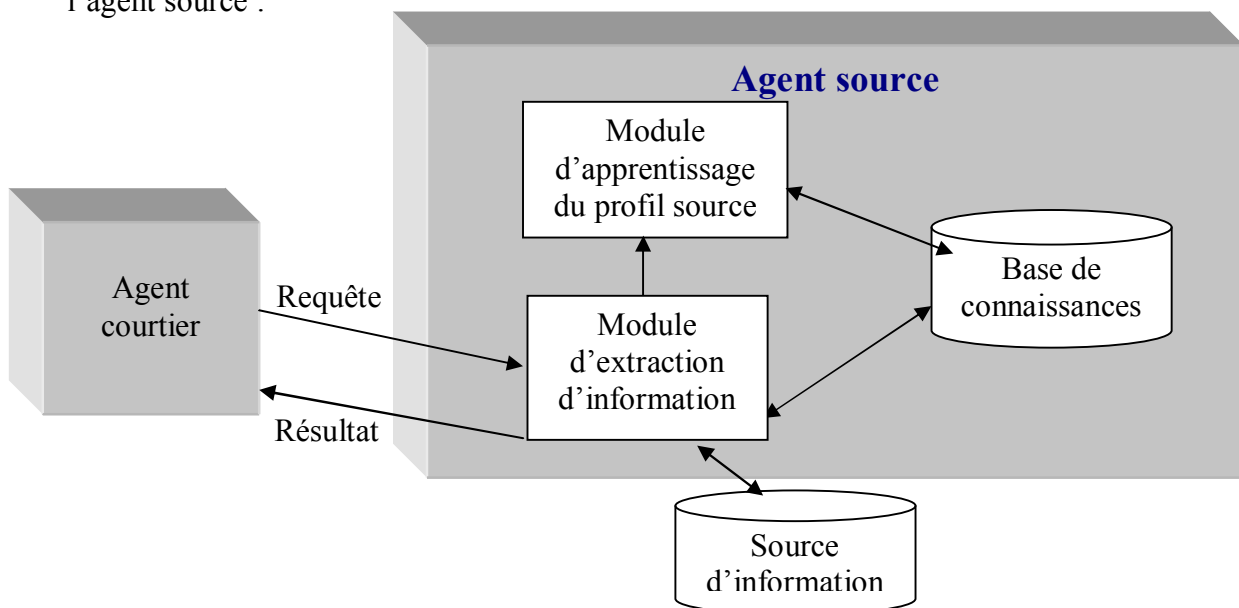 l'agent source :
Agent source
Module
d'apprentissage
du profil source
Base de
connaissances
Agent
courtier
Requête
Module
d'extraction
d'information
Résultat
Source
d'information